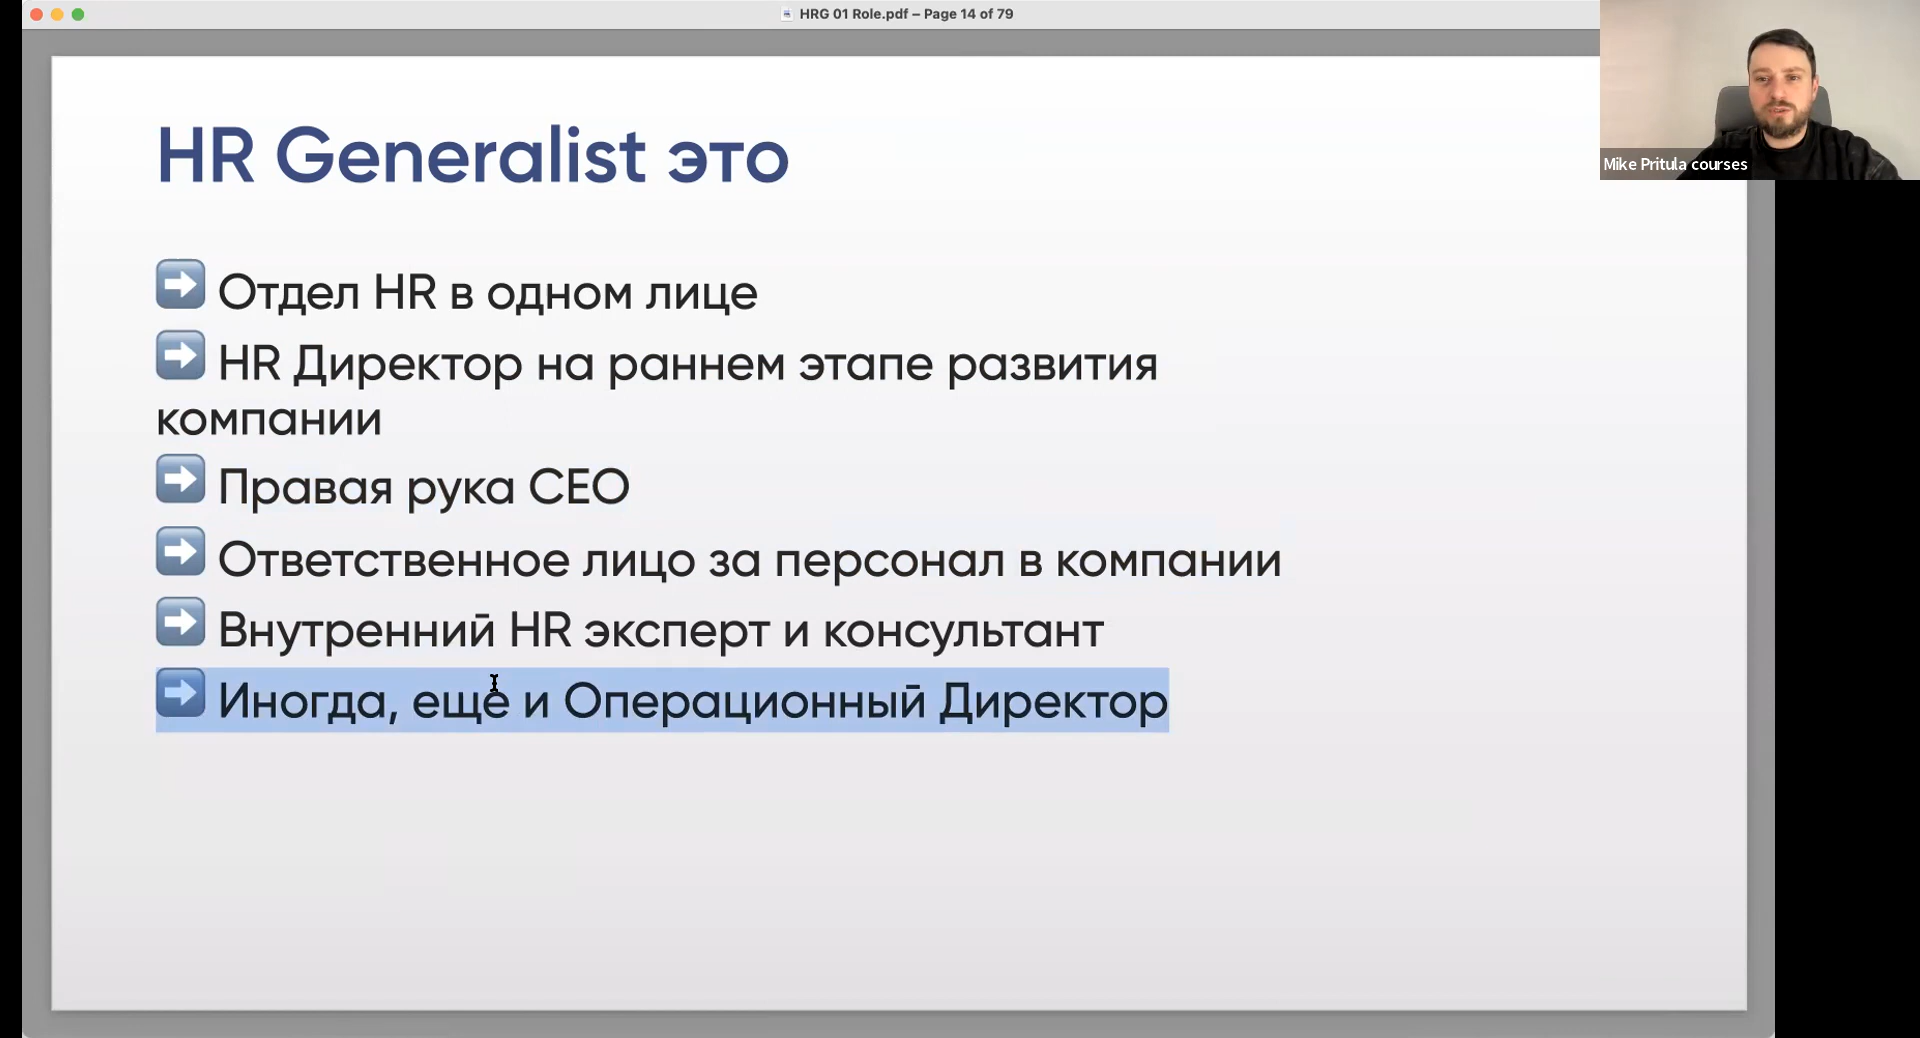 HRG 01 Role.pdf – Page 14 of 79
Mike Pritula courses
HR Generalist это
➡️ Отдел HR в одном лице
➡️ HR Директор на раннем этапе развития
компании
➡️ Правая рука CEO
➡️ Ответственное лицо за персонал в компании
➡️ Внутренний HR эксперт и консультант
➡️ Иногда, еще и Операционный Директор